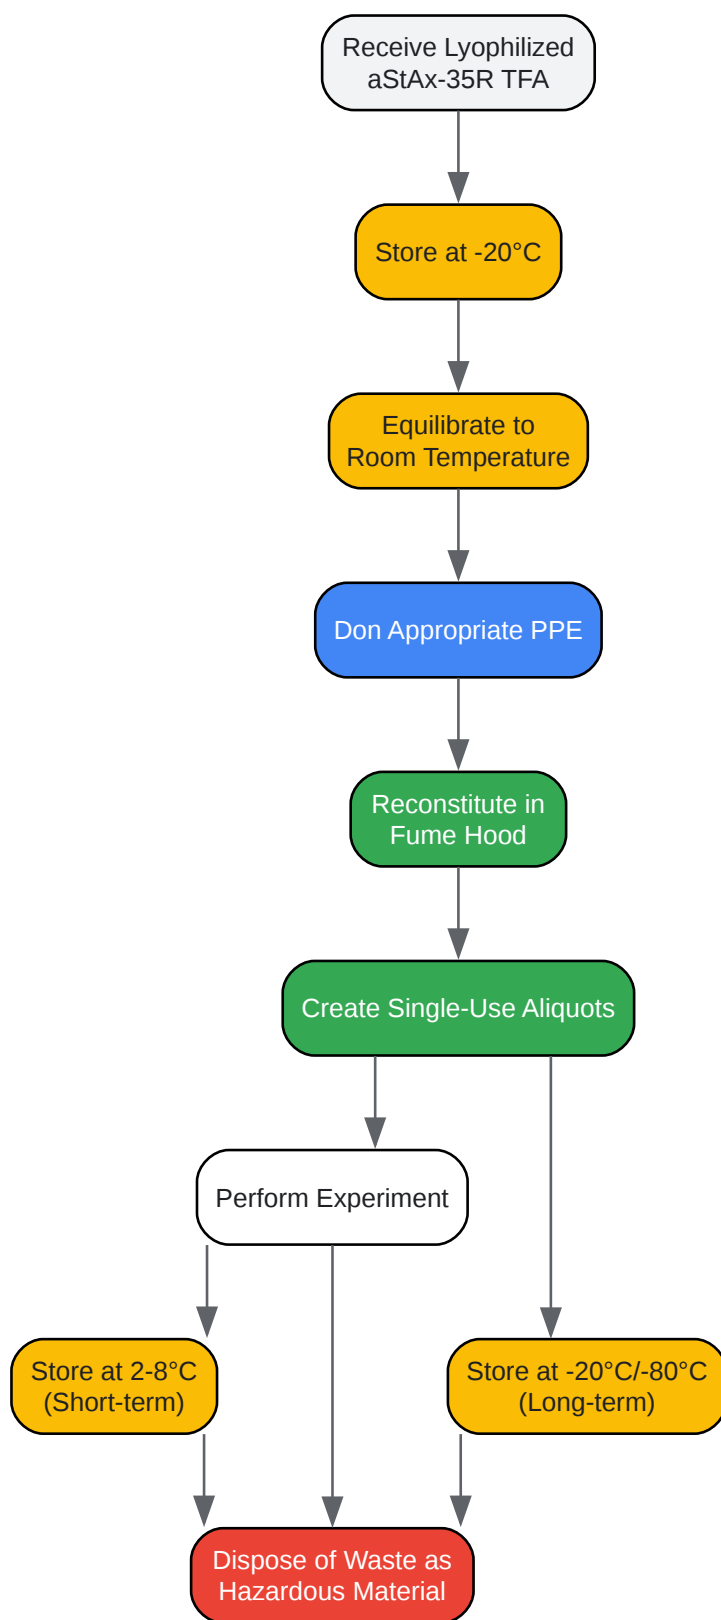 Receive Lyophilized
aStAx-35R TFA
Store at -20°C
Equilibrate to
Room Temperature
Don Appropriate PPE
Reconstitute in
Fume Hood
Create Single-Use Aliquots
Perform Experiment
Store at 2-8°C
(Short-term)
Store at -20°C/-80°C
(Long-term)
Dispose of Waste as
Hazardous Material